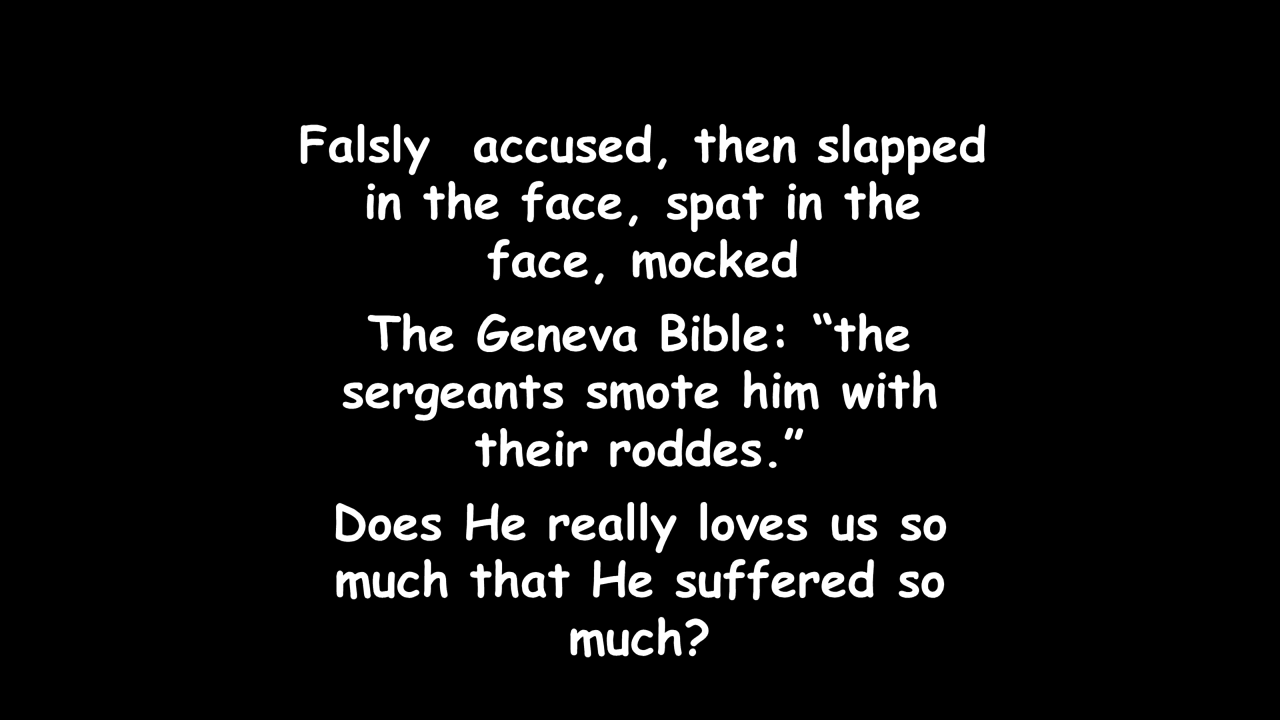 Falsly  accused, then slapped
in the face, spat in the
face, mocked
The Geneva Bible: “the
sergeants smote him with
their roddes.”
Does He really loves us so
much that He suffered so
much?